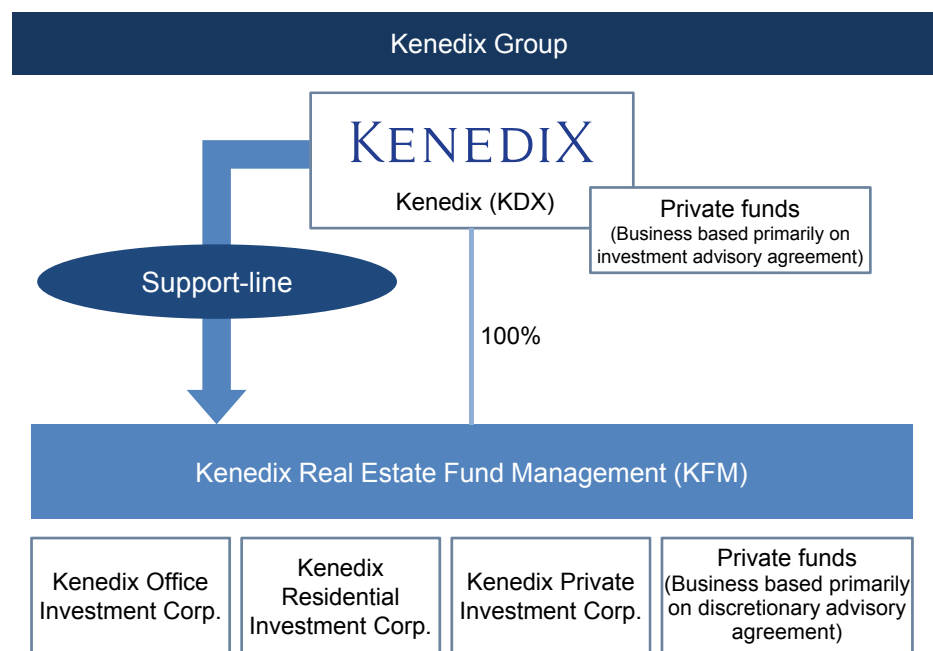 Kenedix Group
KENEDIX
Kenedix (KDX)
Private funds
(Business based primarily on
investment advisory agreement)
Support-line
100%
Kenedix Real Estate Fund Management (KFM)
Kenedix Office
Investment Corp.
Kenedix
Residential
Investment Corp.
Kenedix Private
Investment Corp.
Private funds
(Business based primarily
on discretionary advisory
agreement)